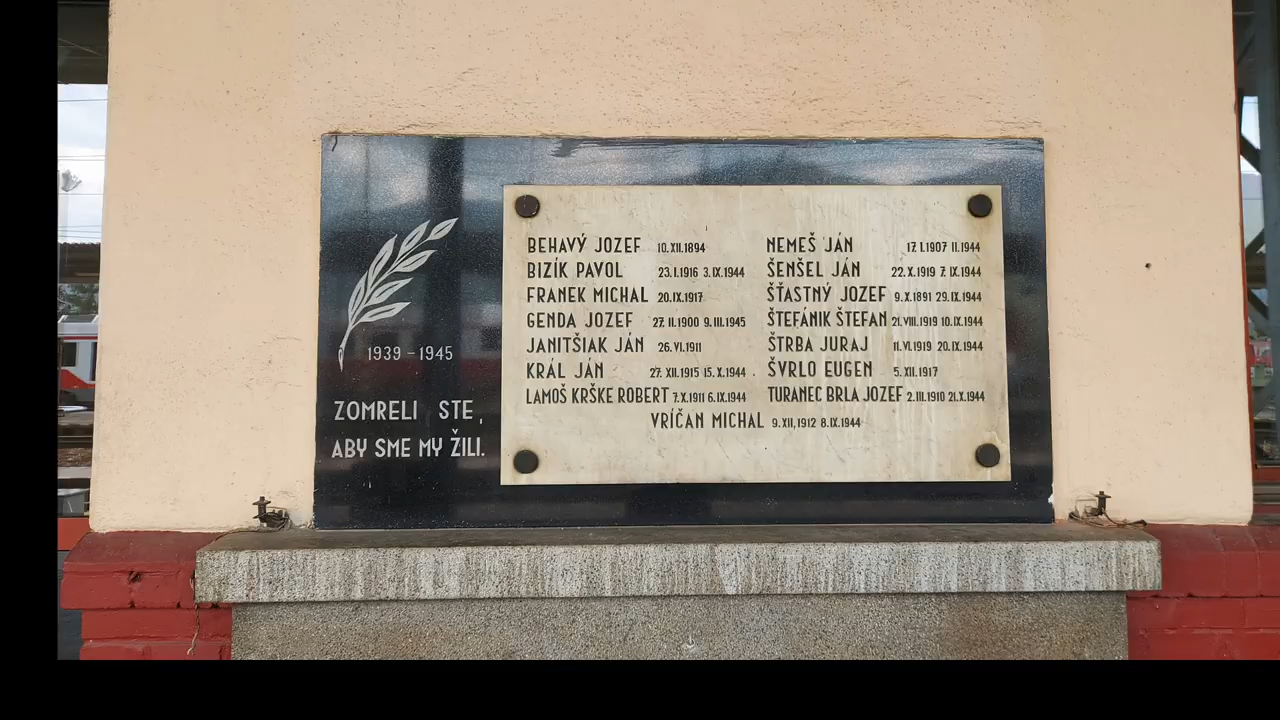 1939 - 1945
ZOMRELI STE,
ABY SME MY ŽILI.
BEHAVÝ JOZEF 10.XII.1894
BIZÍK PAVOL 23.I.1916 3.IX.1944
FRANEK MICHAL 20.IX.1917
GENDA JOZEF 27.II.1900 9.III.1945
JANITŠIAK JÁN 26.VI.1911
KRÁL JÁN 27.XII.1915 15.X.1944
LAMOŠ KRŠKE ROBERT 7.X.1911 6.IX.1944
NEMEŠ JÁN 17.I.1907 II.1944
ŠENŠEL JÁN 22.X.1919 7.IX.1944
ŠŤASTNÝ JOZEF 9.X.1891 29.IX.1944
ŠTEFÁNIK ŠTEFAN 21.VIII.1919 10.IX.1944
ŠTRBA JURAJ 11.VI.1919 20.IX.1944
ŠVRLO EUGEN 5.XII.1917
TURANEC BRLA JOZEF 2.III.1910 21.X.1944
VRÍČAN MICHAL 9.XII,1912 8.IX.1944